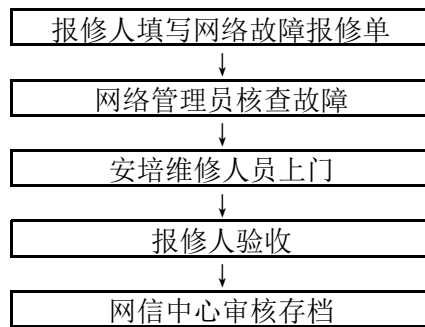 报修人填写网络故障报修单
网络管理员核查故障
安培维修人员上门
报修人验收
网信中心审核存档